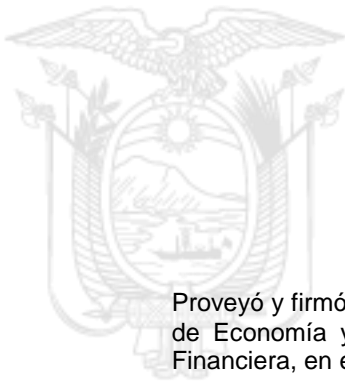 Proveyó y firmó
de Economía y
Financiera, en e